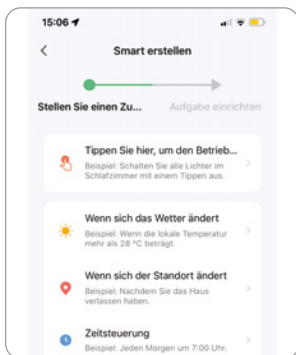 15:06
Smart erstellen
Stellen Sie einen Zu... Aufgabe einrichten
Tippen Sie hier, um den Betrieb...
Beispiel: Schalten Sie alle Lichter im
Schlafzimmer mit einem Tippen aus.
Wenn sich das Wetter ändert
Beispiel: Wenn die lokale Temperatur
mehr als 28 °C beträgt.
Wenn sich der Standort ändert
Beispiel: Nachdem Sie das Haus
verlassen haben.
Zeitsteuerung
Beispiel: Jeden Morgen um 7:00 Uhr.